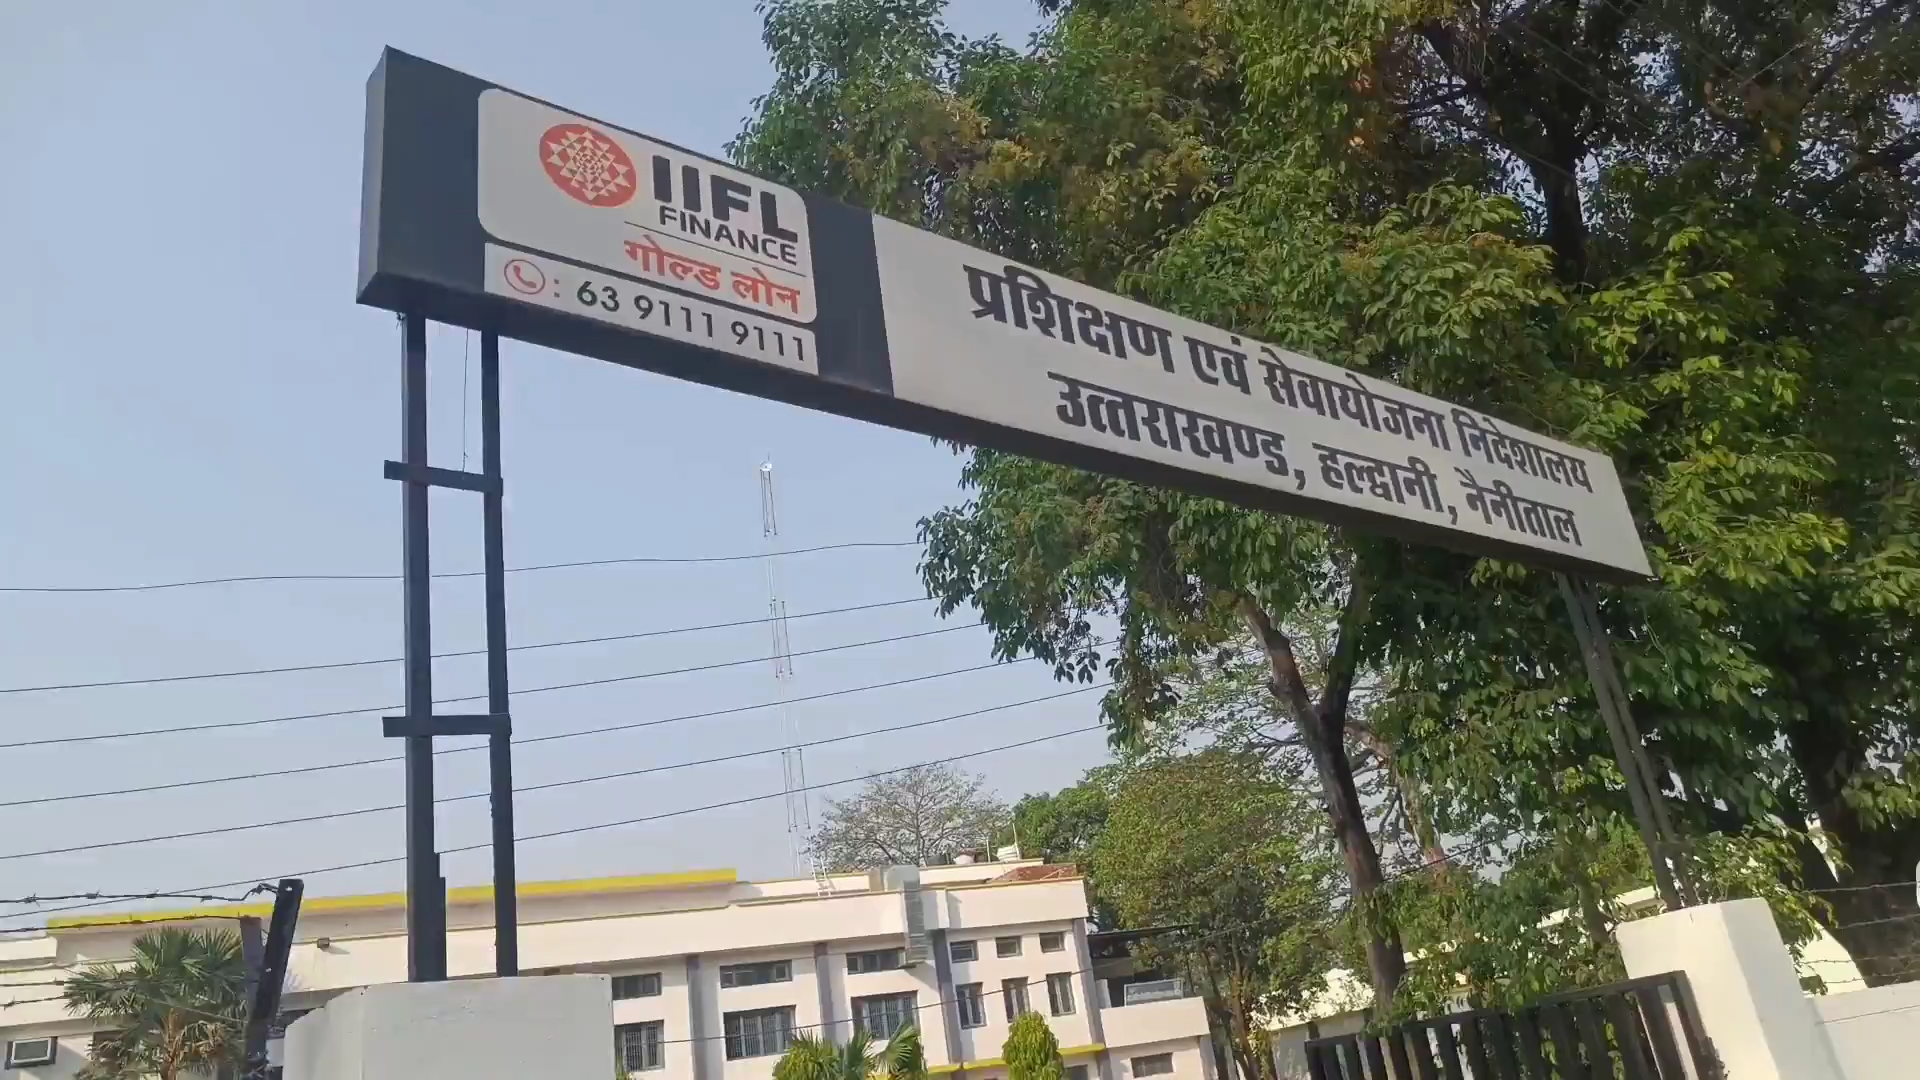 IIFL
FINANCE
गोल्ड लोन
: 63 9111 9111
प्रशिक्षण एवं सेवायोजना निदेशालय
उत्तराखण्ड, हल्द्वानी, नैनीताल